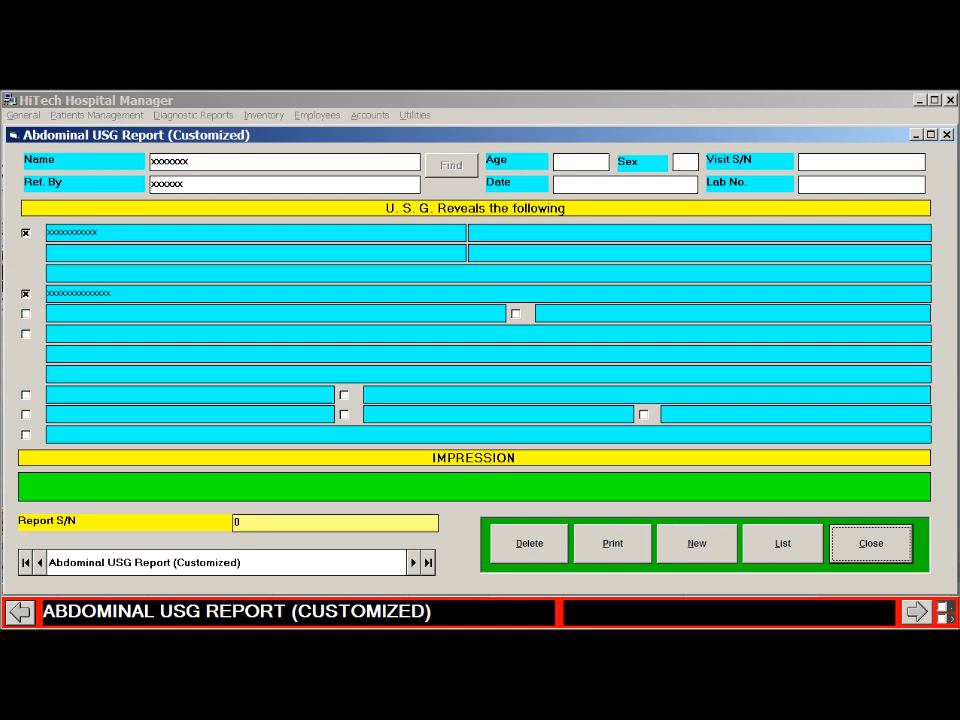 HiTech Hospital Manager
General Patients Management Diagnostic Reports Inventory Employees Accounts Utilities
Abdominal USG Report (Customized)
Name xxxxxxx Find Age Sex Visit S/N
Ref. By xxxxxx Date Lab No.
U. S. G. Reveals the following
xxxxxxxxxxx
xxxxxxxxxxxxxx
IMPRESSION
Report S/N 0
Delete Print New List Close
Abdominal USG Report (Customized)
ABDOMINAL USG REPORT (CUSTOMIZED)